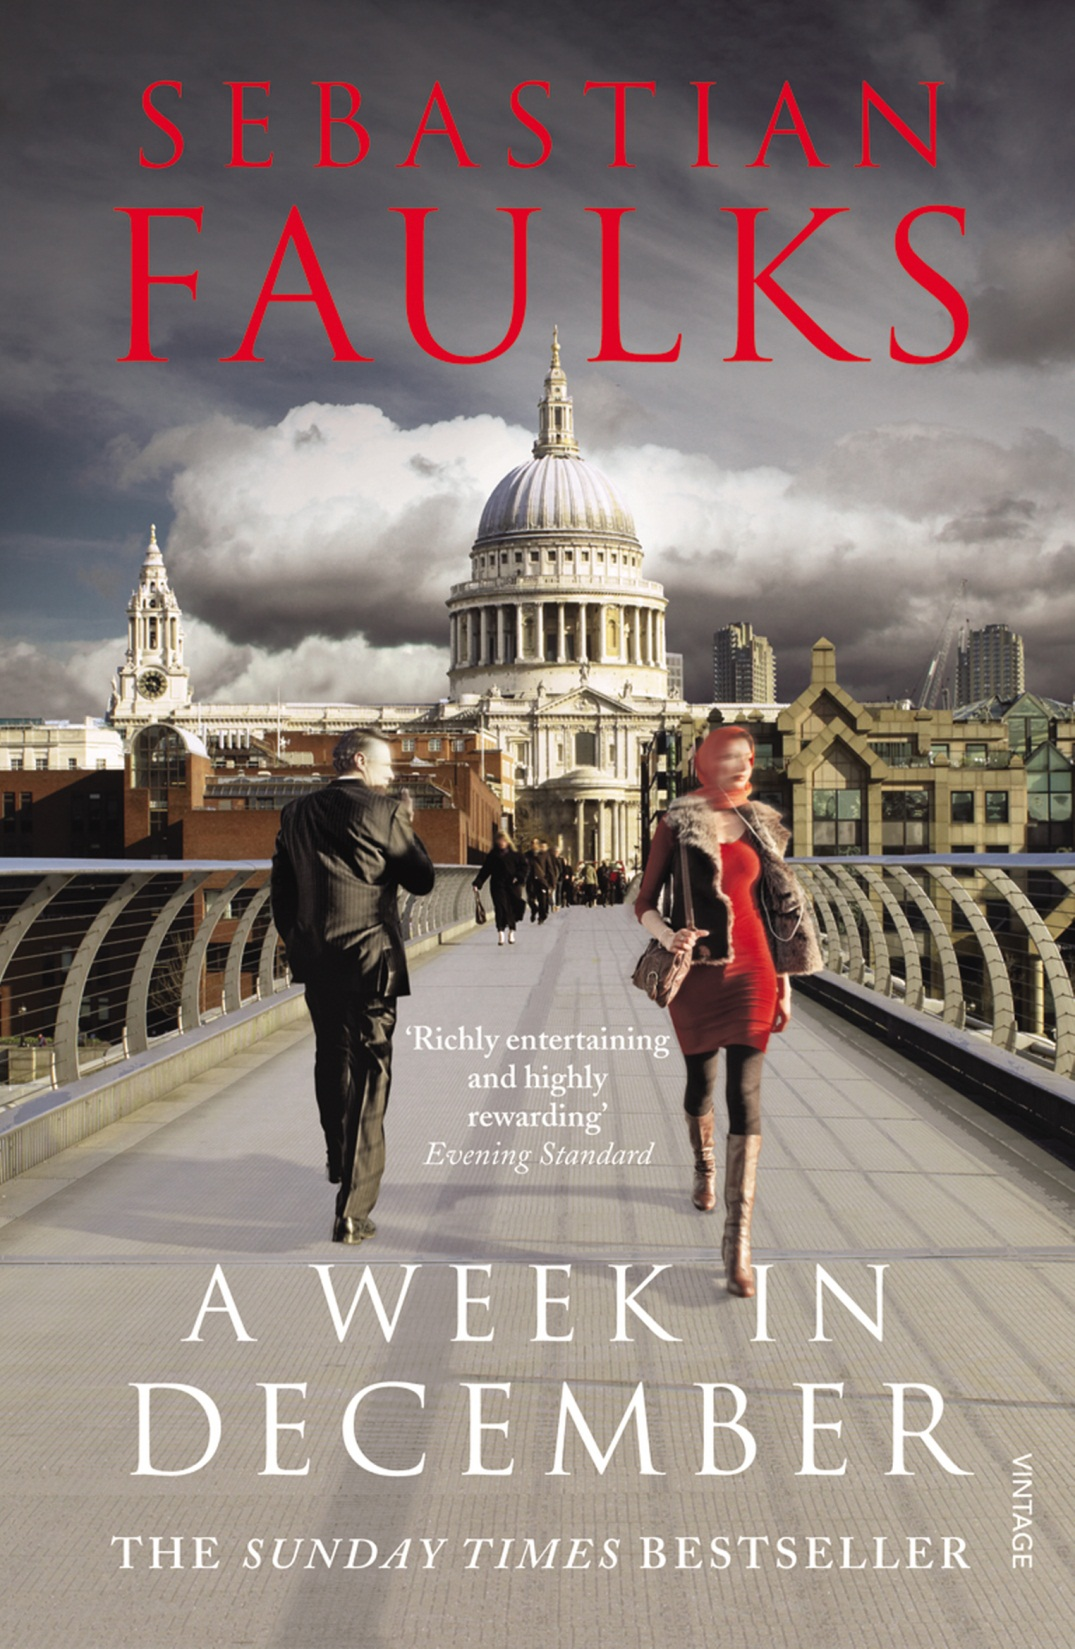 SEBASTIAN
FAULKS
‘Richly entertaining
and highly
rewarding’
Evening Standard
A WEEK IN
DECEMBER
VINTAGE
THE SUNDAY TIMES BESTSELLER